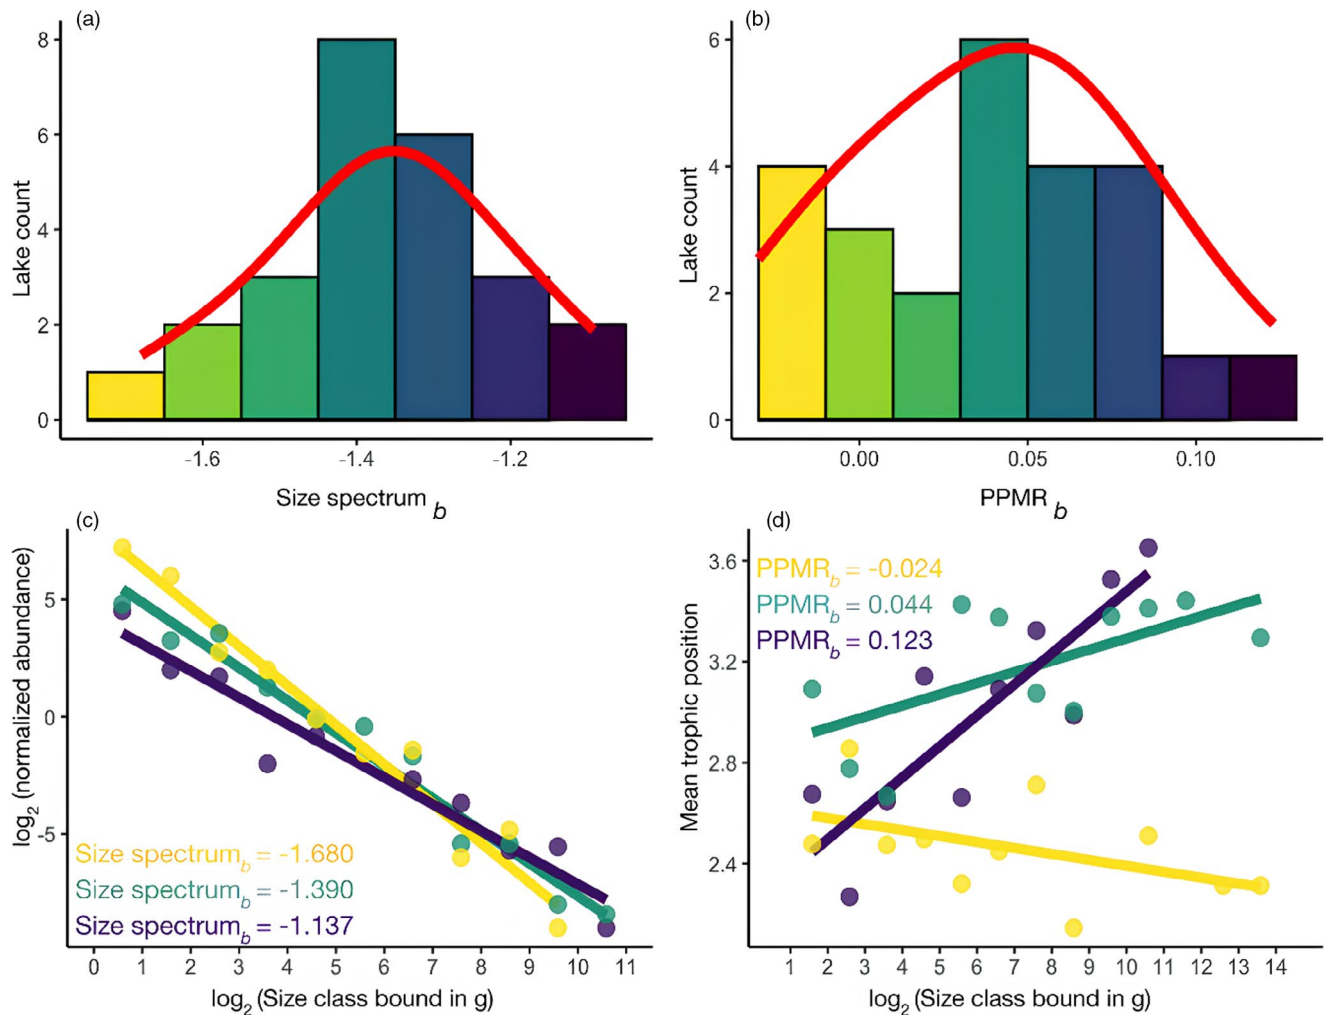 (a)
8
6
4
2
0
Lake count
-1.6 -1.4 -1.2
Size spectrum b
(b)
6
4
2
0
Lake count
0.00 0.05 0.10
PPMR b
(c)
5
0
-5
log2 (normalized abundance)
Size spectrumb = -1.680
Size spectrumb = -1.390
Size spectrumb = -1.137
0 1 2 3 4 5 6 7 8 9 10 11
log2 (Size class bound in g)
(d)
3.6
3.2
2.8
2.4
Mean trophic position
PPMRb = -0.024
PPMRb = 0.044
PPMRb = 0.123
1 2 3 4 5 6 7 8 9 10 11 12 13 14
log2 (Size class bound in g)